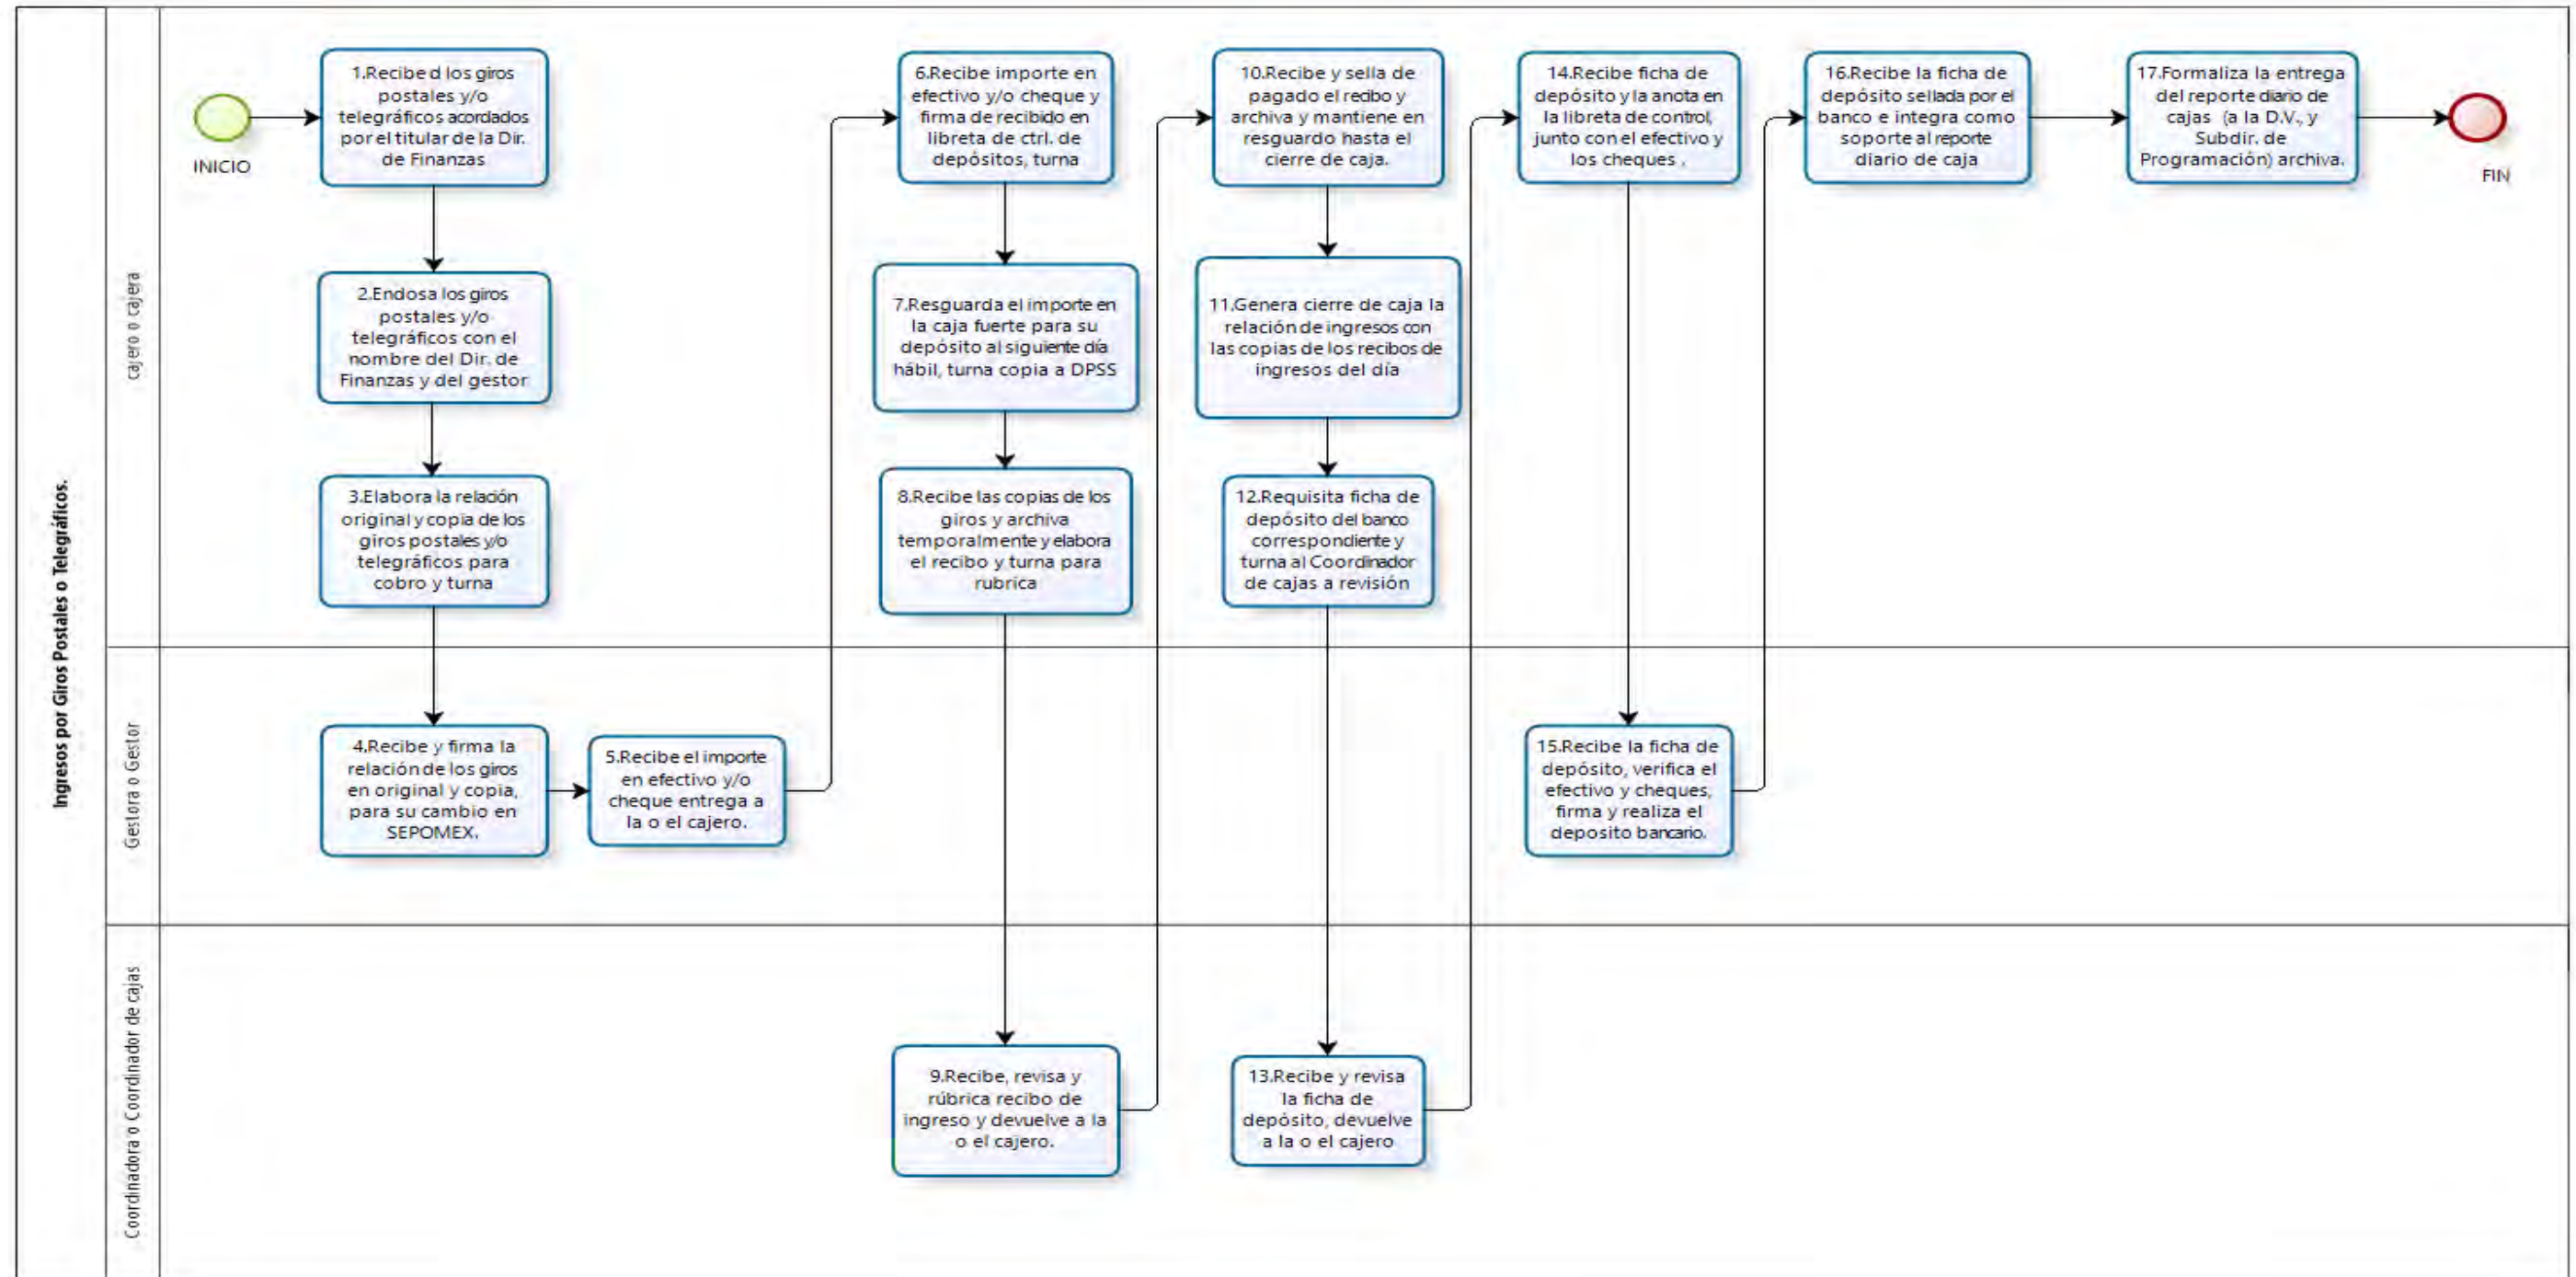 Ingresos por Giros Postales o Telegráficos.
cajero o cajera
INICIO
1.Recibe d los giros
postales y/o
telegráficos acordados
por el titular de la Dir.
de Finanzas
2.Endosa los giros
postales y/o
telegráficos con el
nombre del Dir. de
Finanzas y del gestor
3.Elabora la relación
original y copia de los
giros postales y/o
telegráficos para
cobro y turna
Gestora o Gestor
4.Recibe y firma la
relación de los giros
en original y copia,
para su cambio en
SEPOMEX.
5.Recibe el importe
en efectivo y/o
cheque entrega a
la o el cajero.
6.Recibe importe en
efectivo y/o cheque y
firma de recibido en
libreta de ctrl. de
depósitos, turna
7.Resguarda el importe en
la caja fuerte para su
depósito al siguiente día
hábil, turna copia a DPSS
8.Recibe las copias de los
giros y archiva
temporalmente y elabora
el recibo y turna para
rubrica
Coordinadora o Coordinador de cajas
9.Recibe, revisa y
rúbrica recibo de
ingreso y devuelve a la
o el cajero.
10.Recibe y sella de
pagado el recibo y
archiva y mantiene en
resguardo hasta el
cierre de caja.
11.Genera cierre de caja la
relación de ingresos con
las copias de los recibos de
ingresos del día
12.Requisita ficha de
depósito del banco
correspondiente y
turna al Coordinador
de cajas a revisión
13.Recibe y revisa
la ficha de
depósito, devuelve
a la o el cajero
14.Recibe ficha de
depósito y la anota en
la libreta de control,
junto con el efectivo y
los cheques .
15.Recibe la ficha de
depósito, verifica el
efectivo y cheques,
firma y realiza el
deposito bancario.
16.Recibe la ficha de
depósito sellada por el
banco e integra como
soporte al reporte
diario de caja
17.Formaliza la entrega
del reporte diario de
cajas (a la D.V., y
Subdir. de
Programación) archiva.
FIN